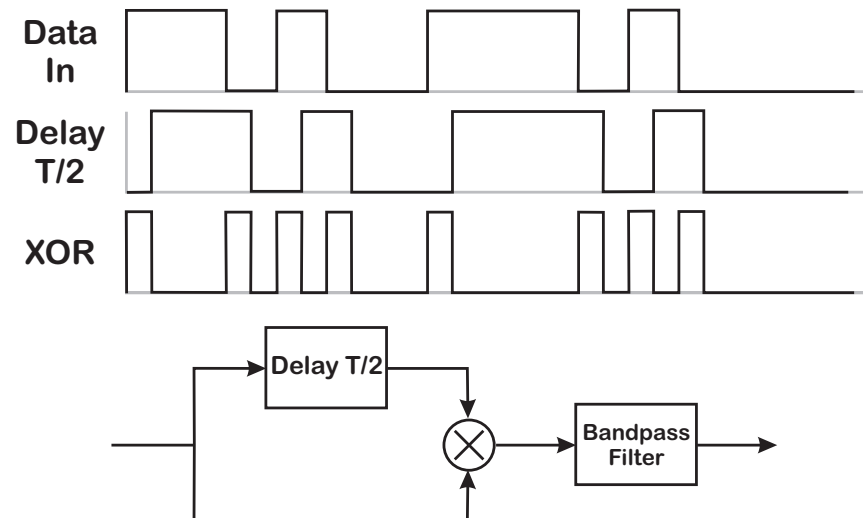 Data
In
Delay
T/2
XOR
Delay T/2
Bandpass
Filter